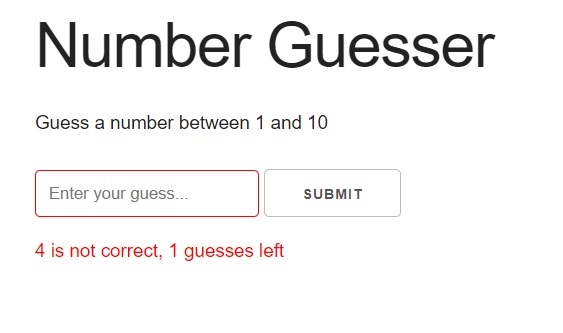 Number Guesser
Guess a number between 1 and 10
Enter your guess... SUBMIT
4 is not correct, 1 guesses left